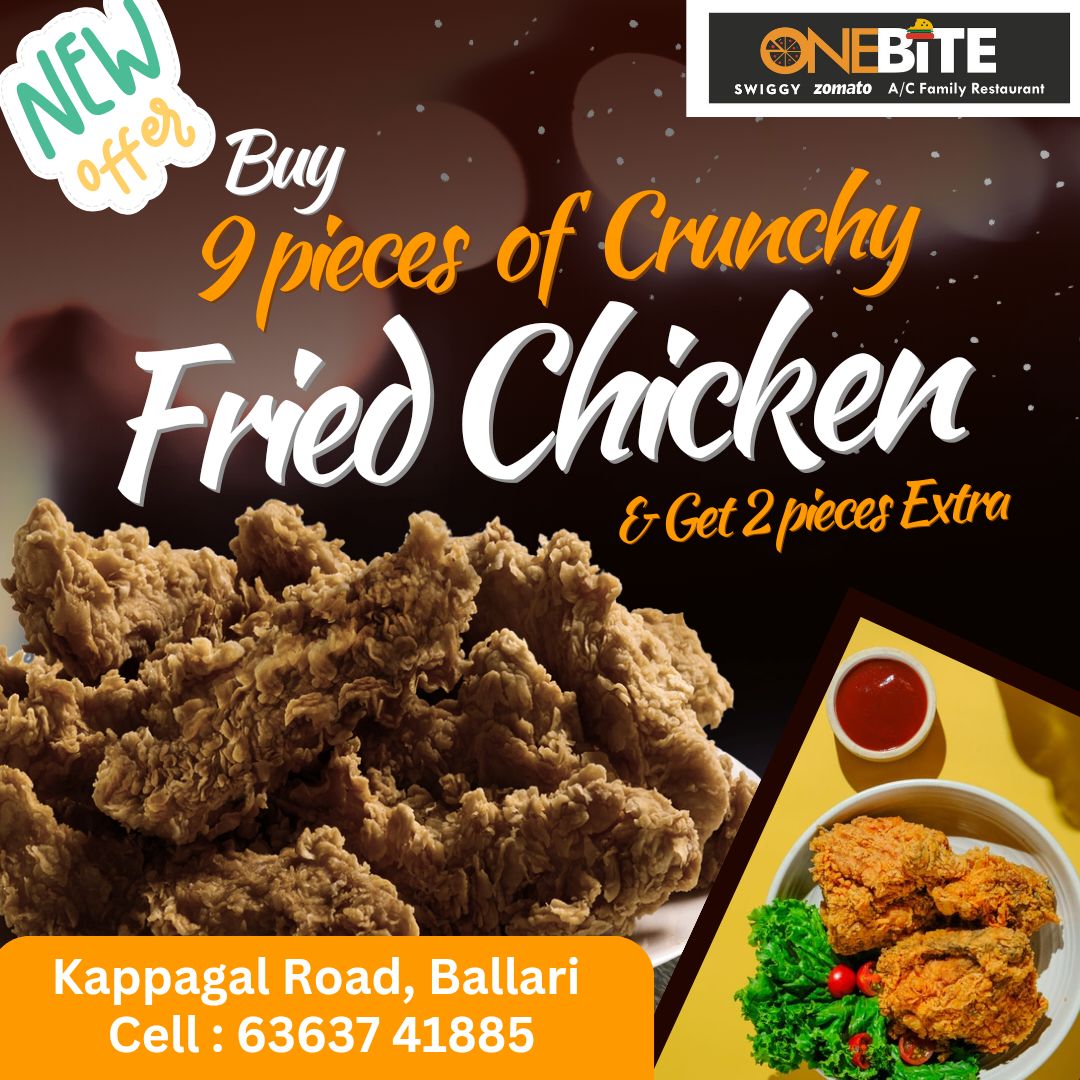 NEW
offer
ONEBiTE
SWIGGY zomato A/C Family Restaurant
Buy
9 pieces of Crunchy
Fried Chicken
& Get 2 pieces Extra
Kappagal Road, Ballari
Cell : 63637 41885